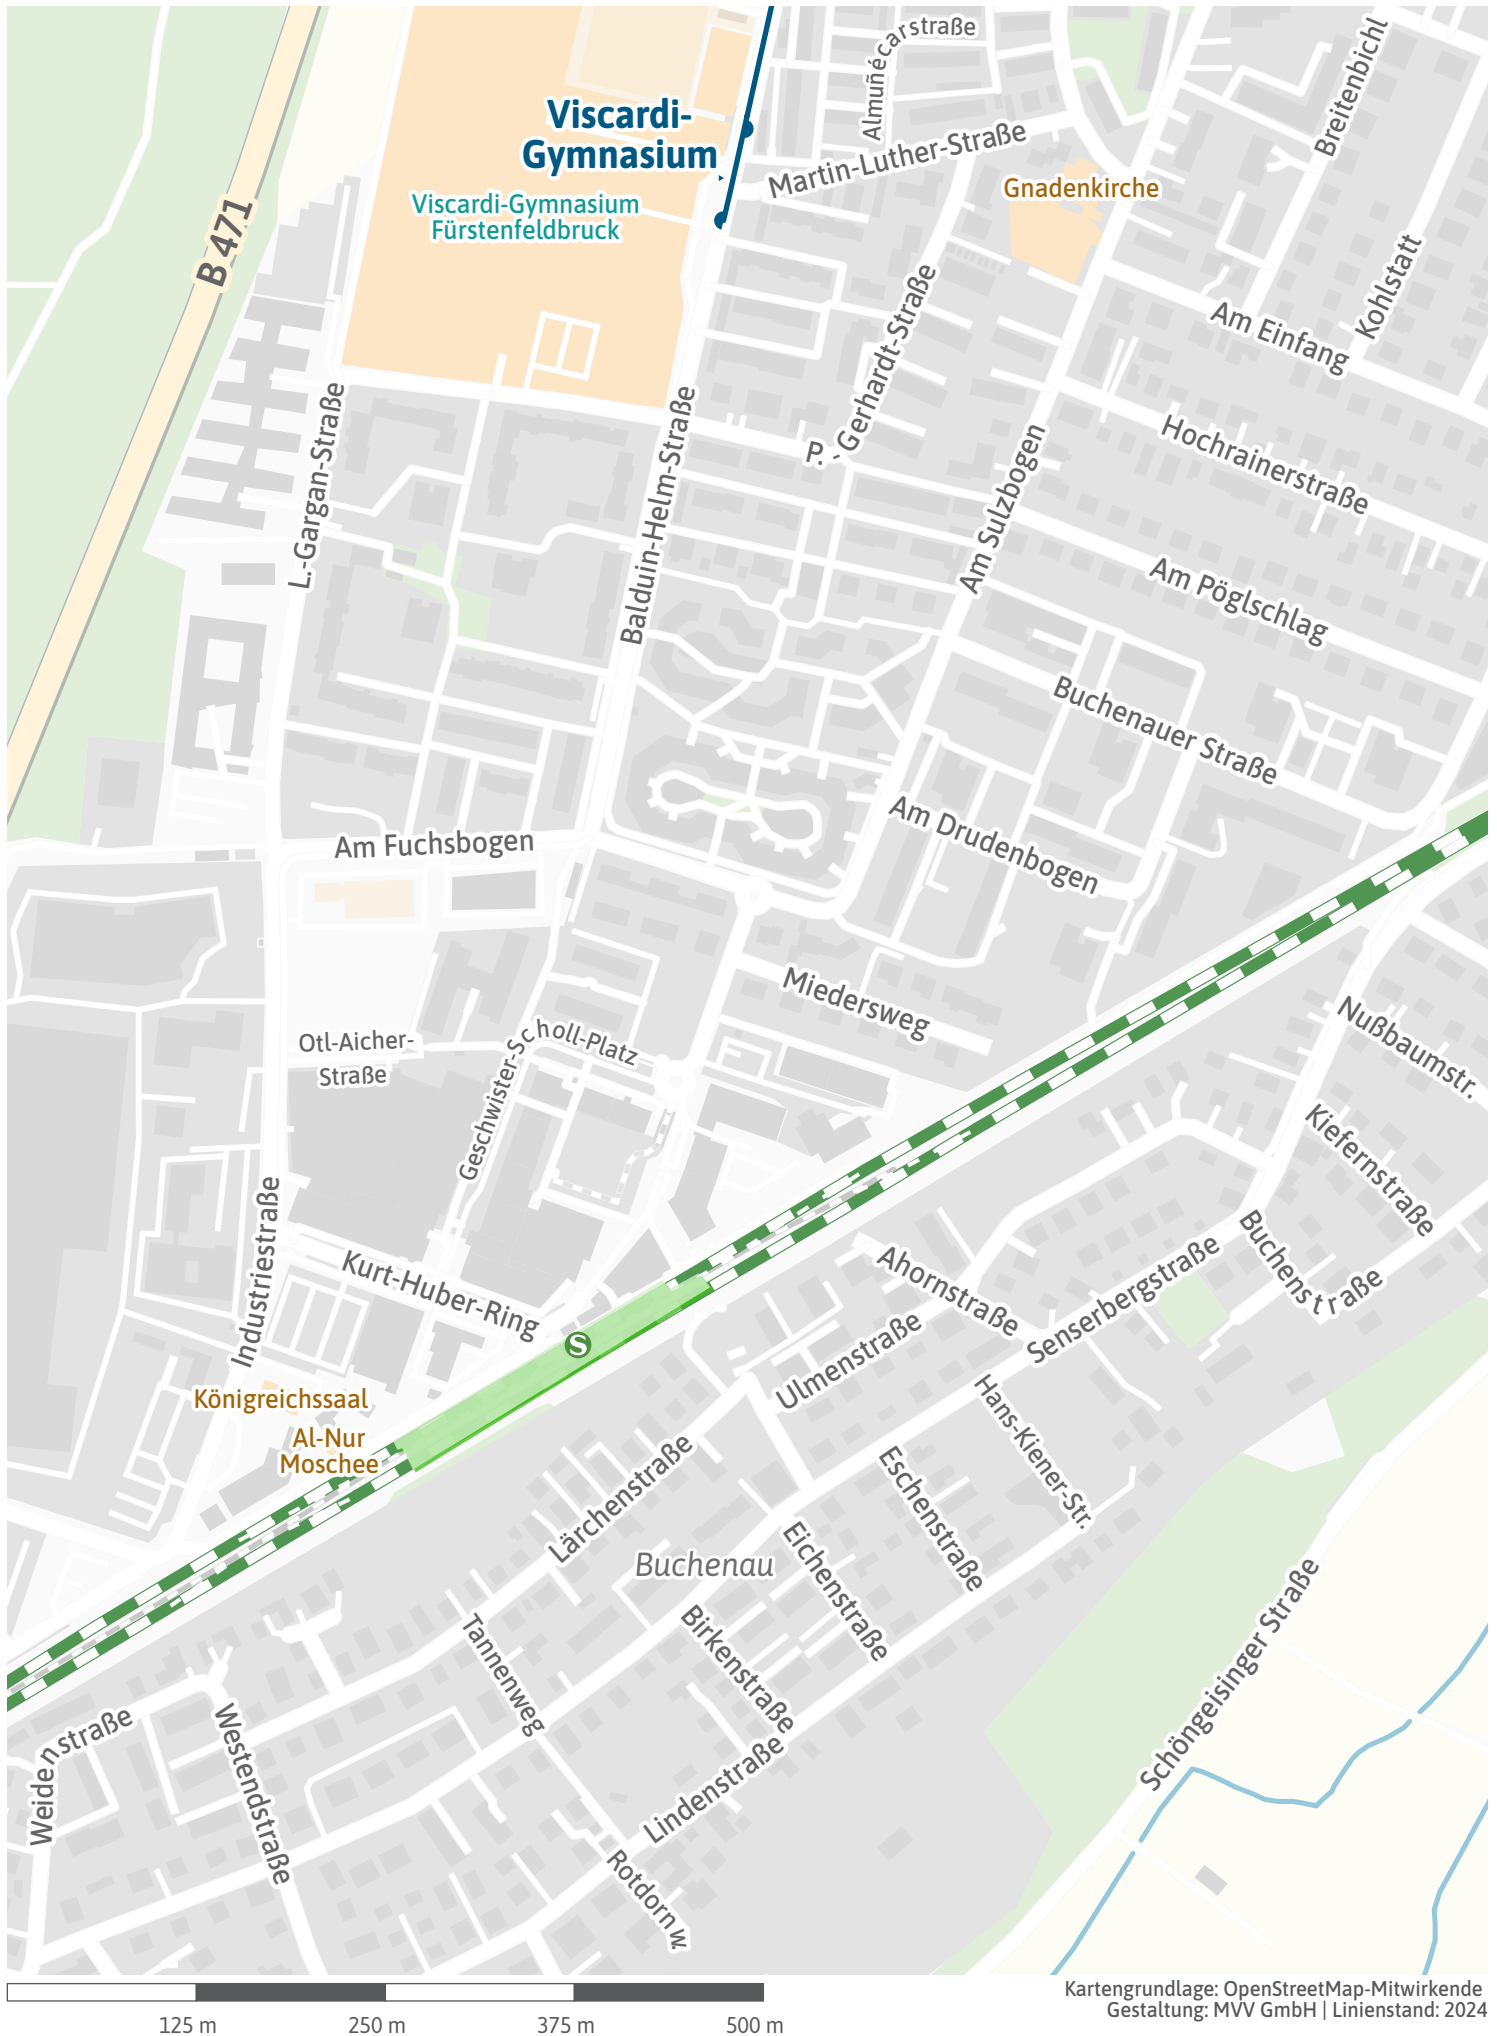 Almuñécarstraße
Breitenbichl
Viscardi-
Gymnasium
Martin-Luther-Straße
Gnadenkirche
Viscardi-Gymnasium
Fürstenfeldbruck
B 471
Kohlstatt
P.-Gerhardt-Straße
Am Einfang
L.-Gargan-Straße
Balduin-Helm-Straße
Hochrainerstraße
Am Sulzbogen
Am Pöglschlag
Buchenauer Straße
Am Fuchsbogen
Am Drudenbogen
Miedersweg
Nußbaumstr.
Otl-Aicher-
Straße
Geschwister-Scholl-Platz
Kiefernstraße
Industriestraße
Kurt-Huber-Ring
Buchenstraße
Ahornstraße
Senserbergstraße
S
Ulmenstraße
Königreichssaal
Al-Nur
Moschee
Hans-Kiener-Str.
Lärchenstraße
Eschenstraße
Buchenau
Eichenstraße
Schöngeisinger Straße
Tannenweg
Birkenstraße
Weidenstraße
Westendstraße
Lindenstraße
Rotdornw.
125 m
250 m
375 m
500 m
Kartengrundlage: OpenStreetMap-Mitwirkende
Gestaltung: MVV GmbH | Linienstand: 2024